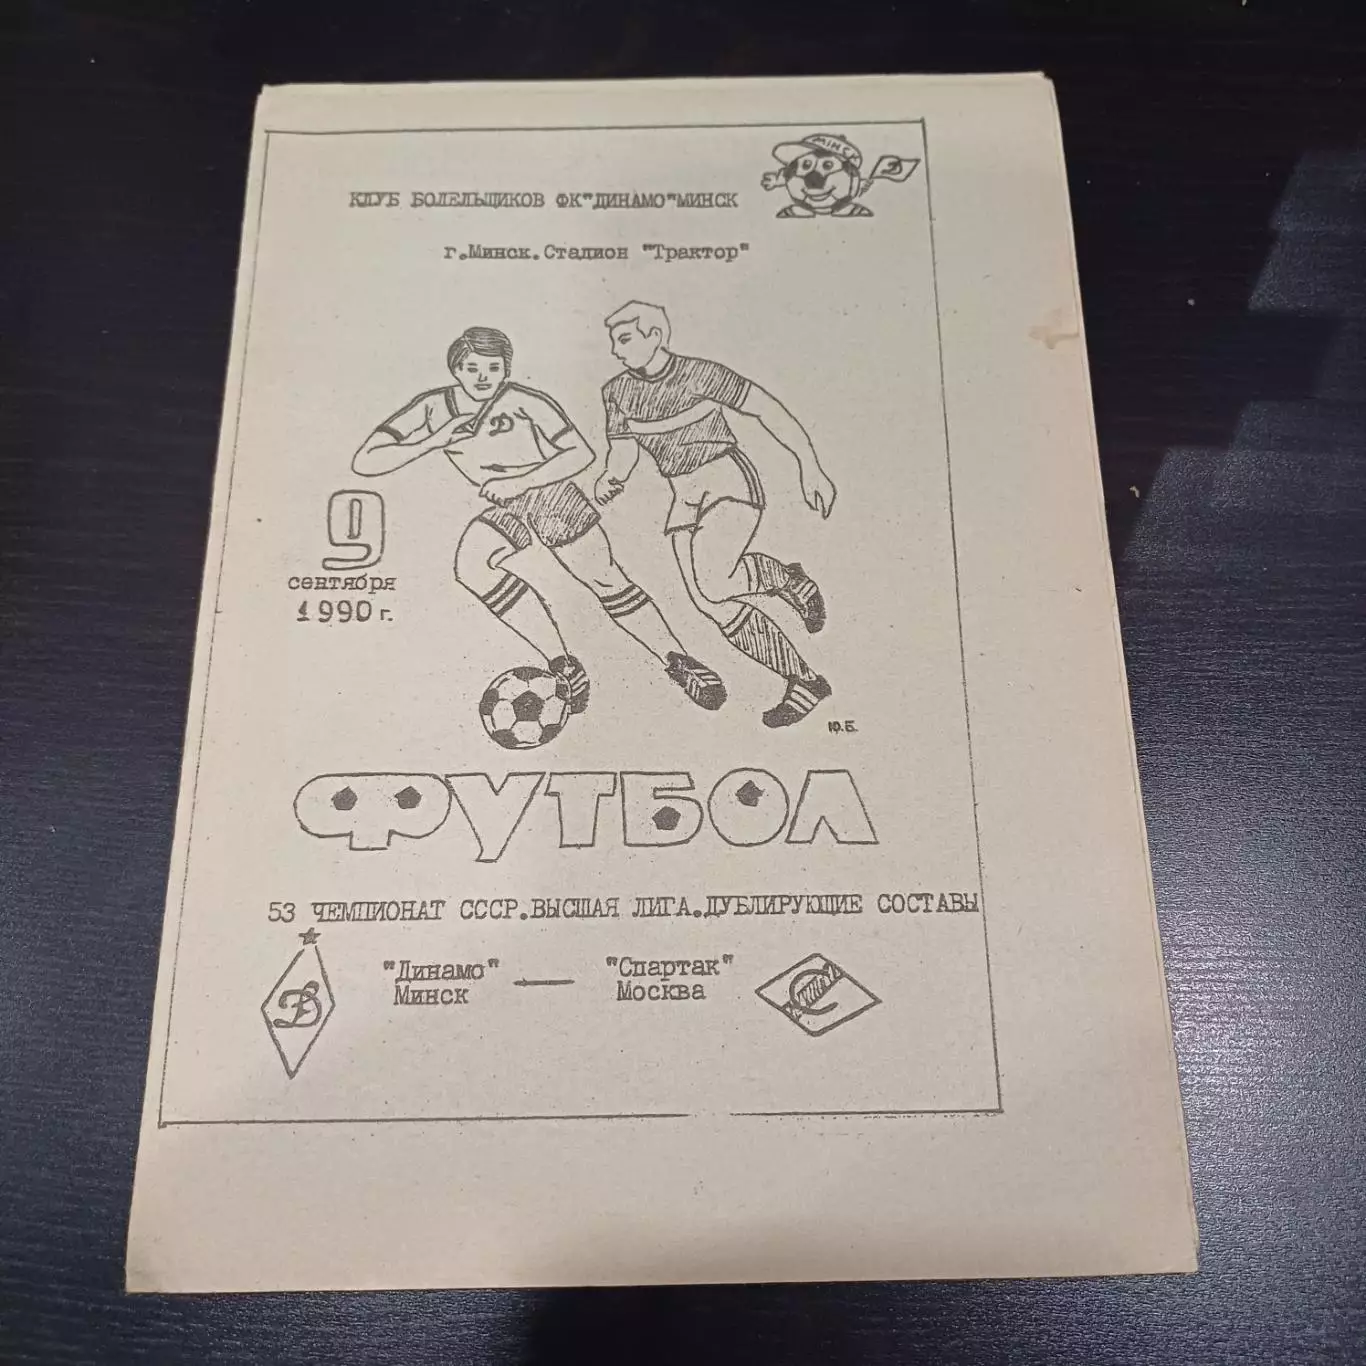 МІНСК
Д
КЛУБ БОЛЕЛЬЩИКОВ ФК"ДИНАМО"МИНСК
г.Минск.Стадион "Трактор"
Д
9
сентября
1990 г.
Ю.Б.
ФУТБОЛ
53 ЧЕМПИОНАТ СССР.ВЫСШАЯ ЛИГА.ДУБЛИРУЮЩИЕ СОСТАВЫ
Д
"Динамо" — "Спартак"
Минск Москва
С